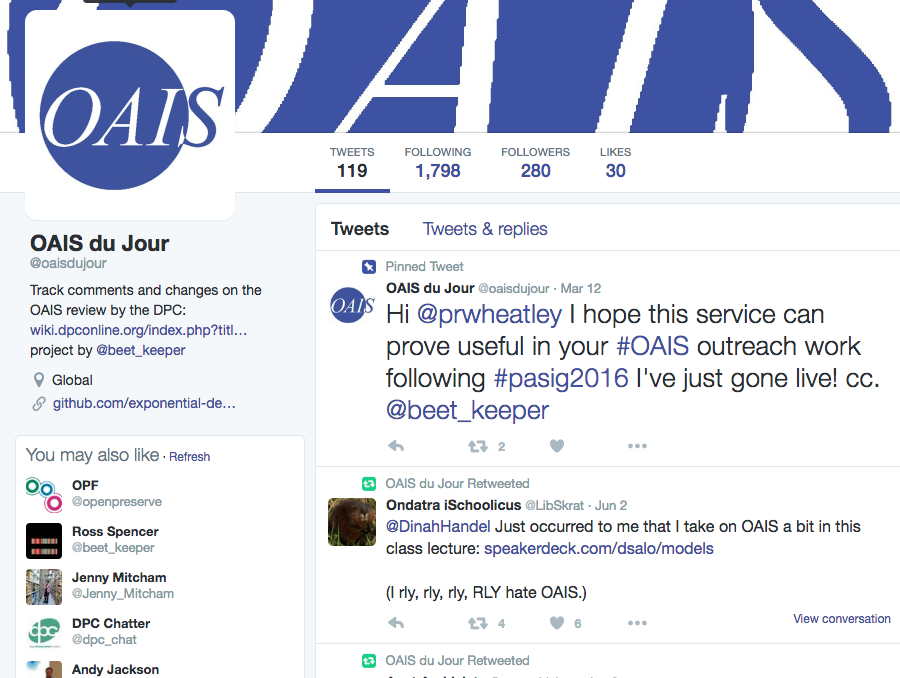 OAIS
OAIS
TWEETS
119
FOLLOWING
1,798
FOLLOWERS
280
LIKES
30
OAIS du Jour
@oaisdujour
Track comments and changes on the
OAIS review by the DPC:
wiki.dpconline.org/index.php?titl…
project by @beet_keeper
Global
github.com/exponential-de…
You may also like · Refresh
OPF
@openpreserve
Ross Spencer
@beet_keeper
Jenny Mitcham
@Jenny_Mitcham
dpc
DPC Chatter
@dpc_chat
Andy Jackson
Tweets
Tweets & replies
Pinned Tweet
OAIS
OAIS du Jour @oaisdujour · Mar 12
Hi @prwheatley I hope this service can
prove useful in your #OAIS outreach work
following #pasig2016 I've just gone live! cc.
@beet_keeper
2
OAIS du Jour Retweeted
Ondatra iSchoolicus @LibSkrat · Jun 2
@DinahHandel Just occurred to me that I take on OAIS a bit in this
class lecture: speakerdeck.com/dsalo/models
(I rly, rly, rly, RLY hate OAIS.)
4
6
View conversation
OAIS du Jour Retweeted